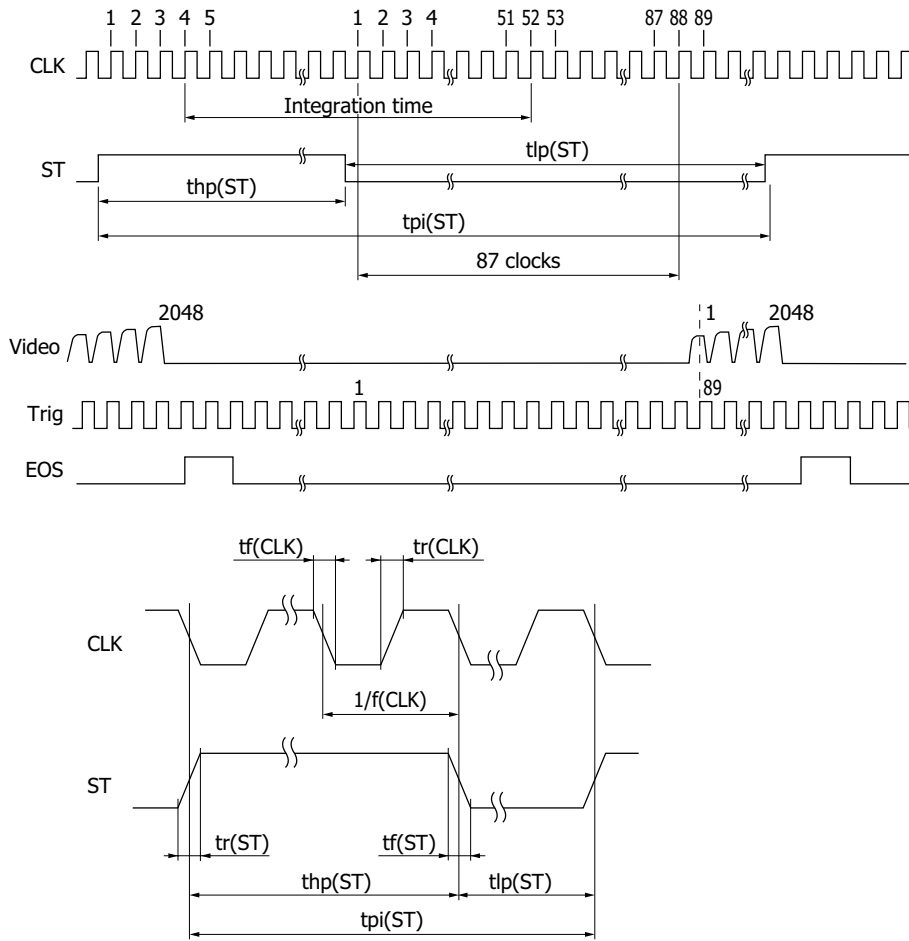 1 2 3 4 5 1 2 3 4 51 52 53 87 88 89
CLK
Integration time
ST
tlp(ST)
thp(ST)
tpi(ST)
87 clocks
2048 1 2048
Video
1 89
Trig
EOS
tf(CLK) tr(CLK)
CLK
1/f(CLK)
ST
tr(ST) tf(ST)
thp(ST) tlp(ST)
tpi(ST)